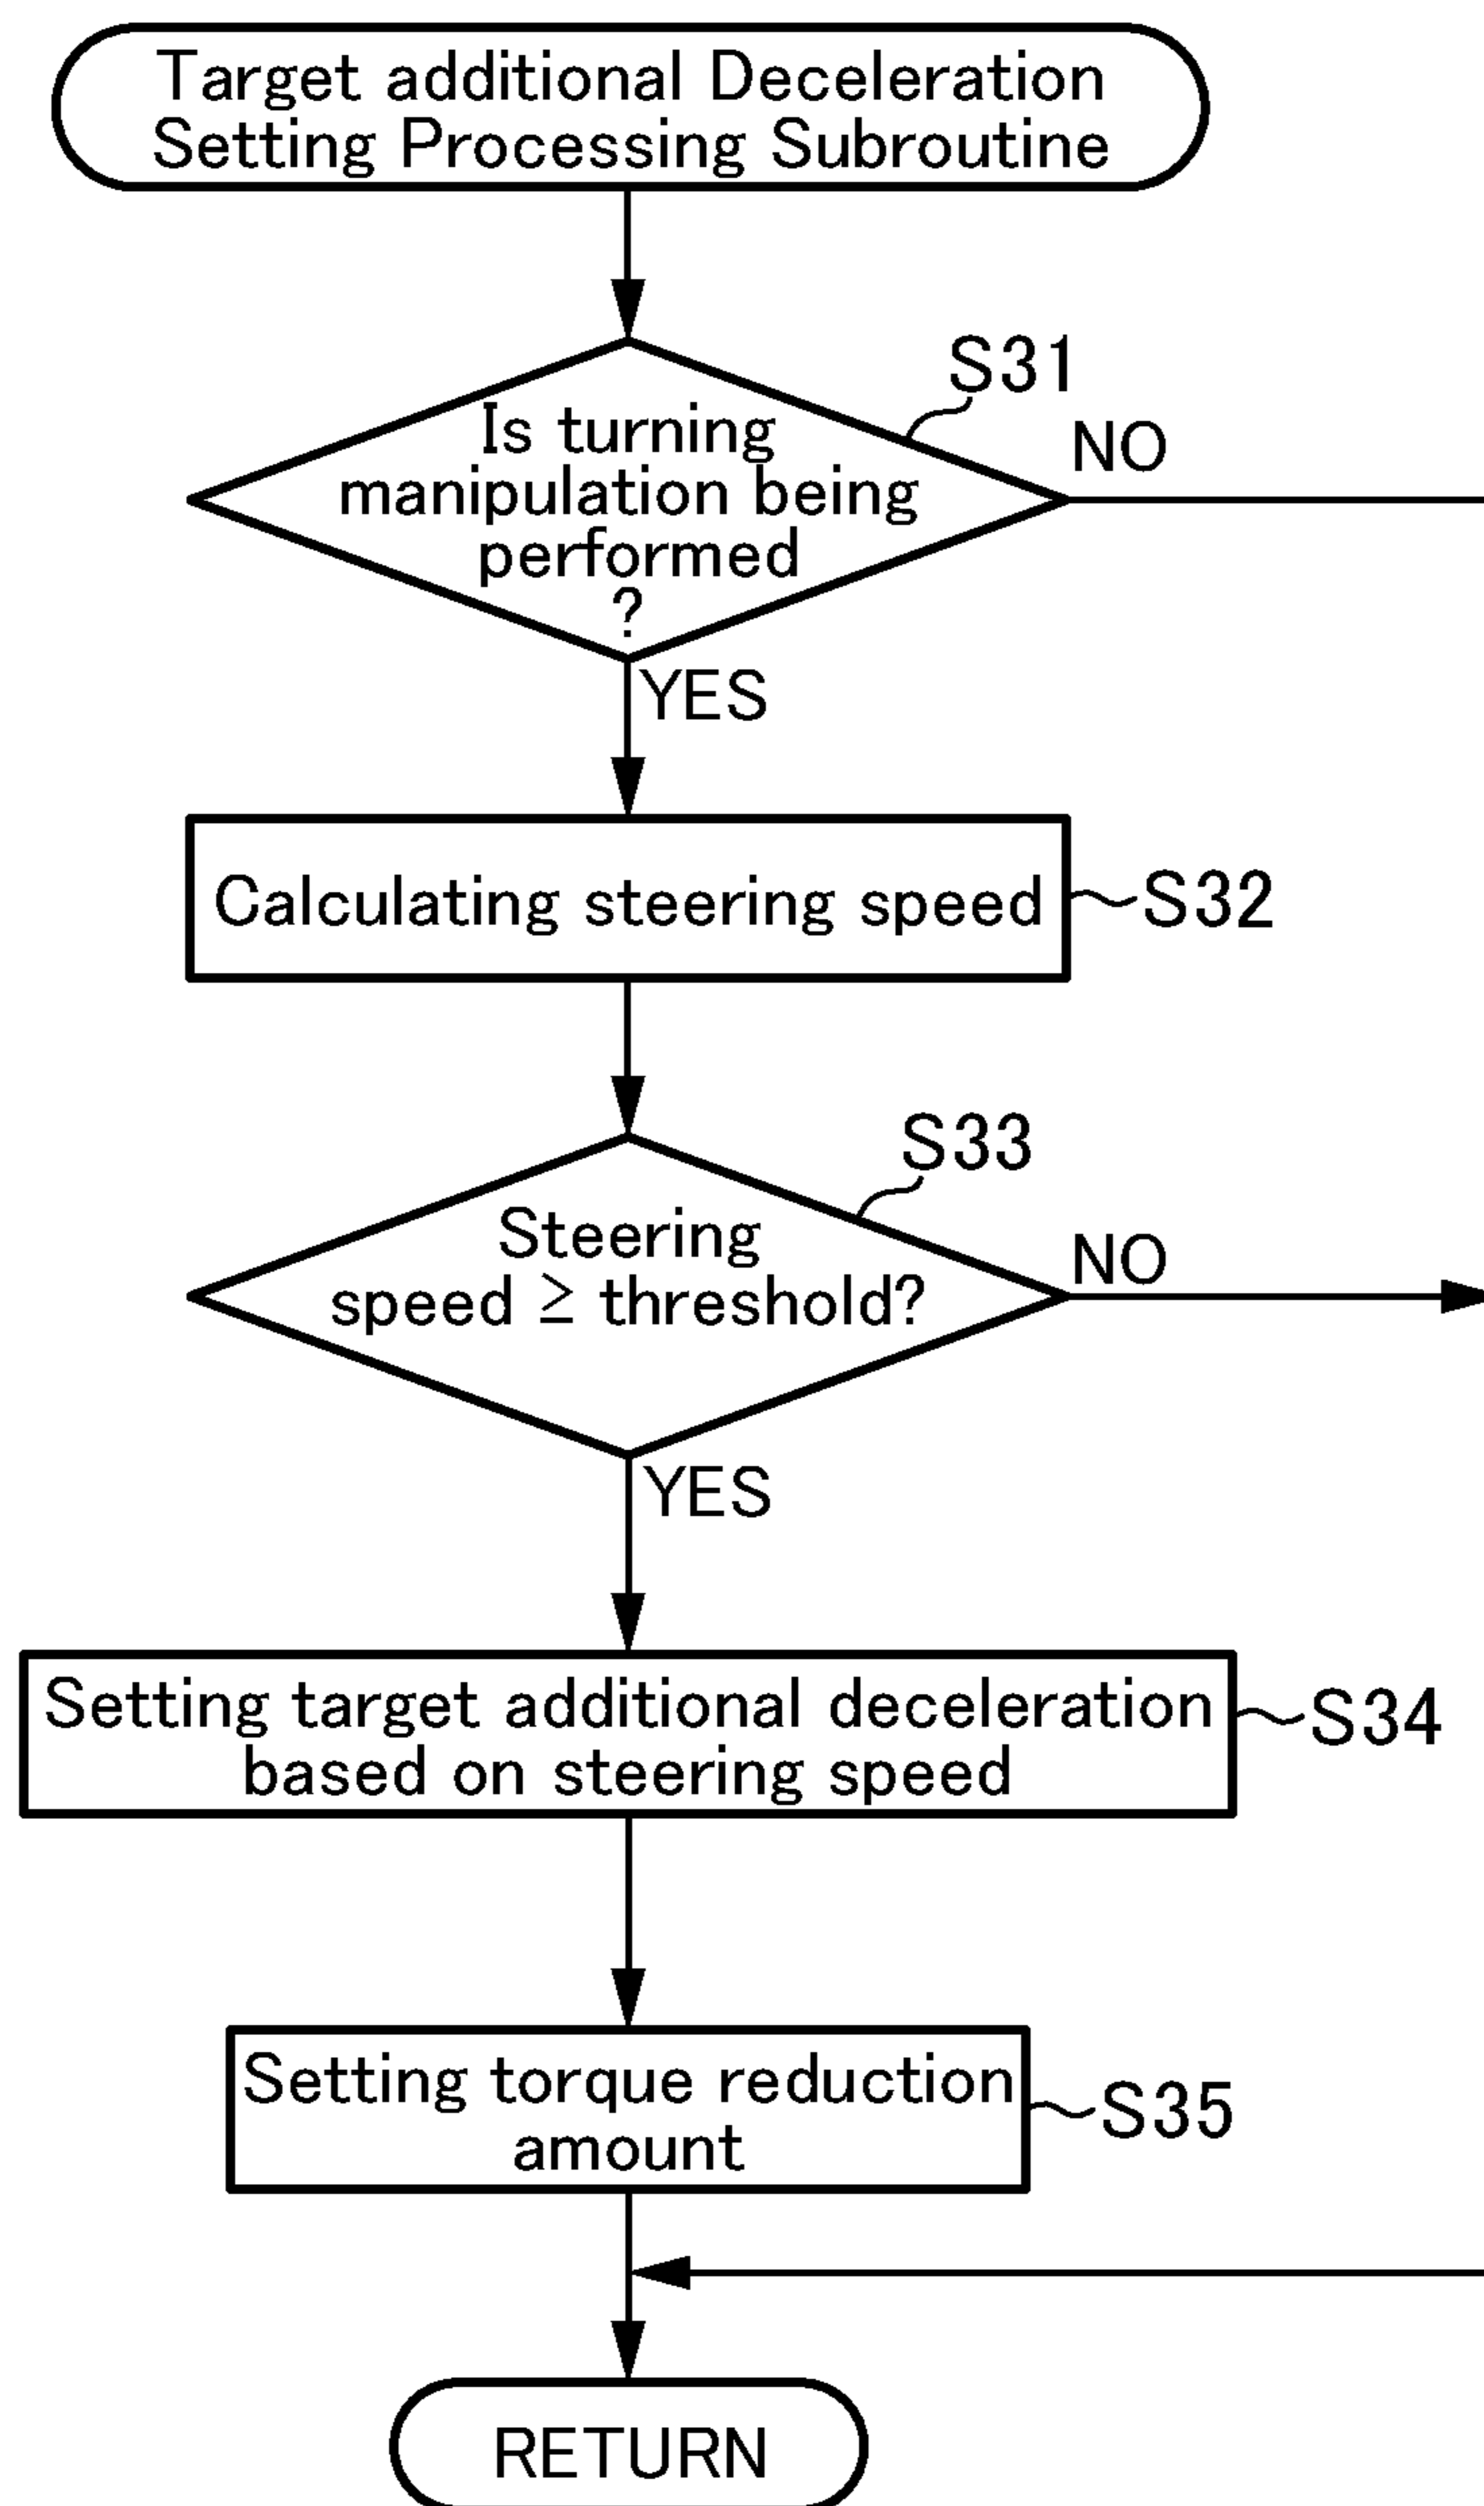 Target additional Deceleration
Setting Processing Subroutine
S31
Is turning
manipulation being
performed
?
NO
YES
Calculating steering speed
S32
S33
Steering
speed ≥ threshold?
NO
YES
Setting target additional deceleration
based on steering speed
S34
Setting torque reduction
amount
S35
RETURN